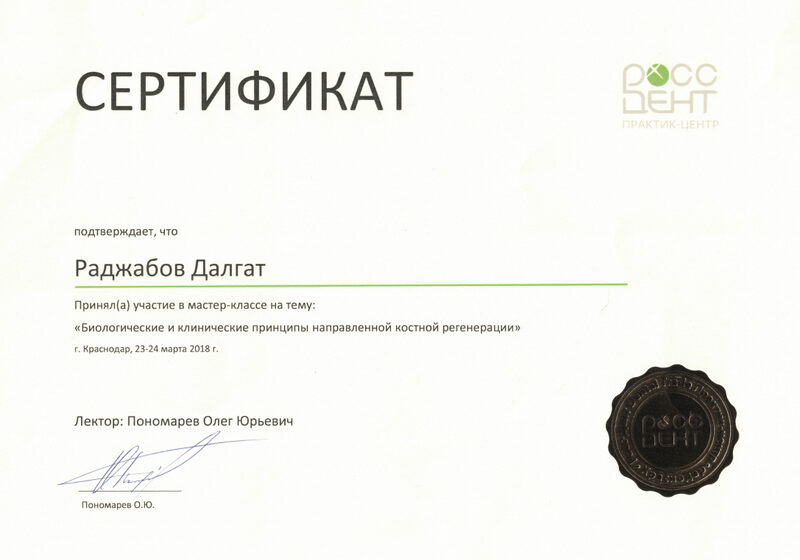 СЕРТИФИКАТ
РОСС
ДЕНТ
ПРАКТИК-ЦЕНТР
подтверждает, что
Раджабов Далгат
Принял(а) участие в мастер-классе на тему:
«Биологические и клинические принципы направленной костной регенерации»
г. Краснодар, 23-24 марта 2018 г.
Лектор: Пономарев Олег Юрьевич
Пономарев О.Ю.
РОСС
ДЕНТ